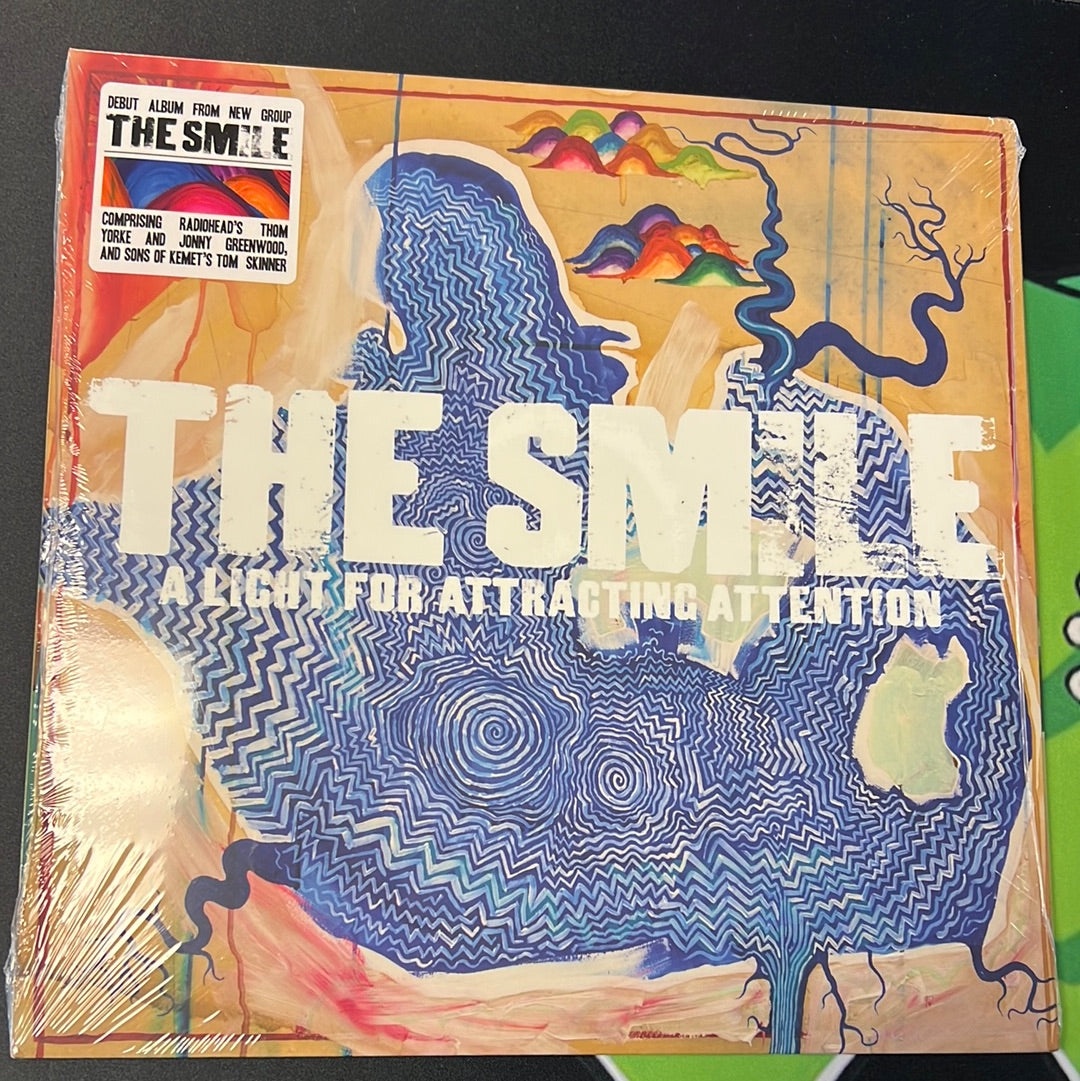 DEBUT ALBUM FROM NEW GROUP
THE SMILE
COMPRISING RADIOHEAD'S THOM
YORKE AND JONNY GREENWOOD,
AND SONS OF KEMET'S TOM SKINNER
THE SMILE
A LIGHT FOR ATTRACTING ATTENTION